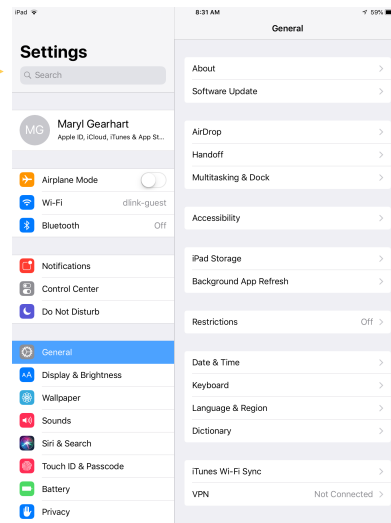 iPad
8:31 AM
59%
Settings
General
Search
MG
Maryl Gearhart
Apple ID, iCloud, iTunes & App St...
Airplane Mode
Wi-Fi dlink-guest
Bluetooth Off
Notifications
Control Center
Do Not Disturb
General
AA Display & Brightness
Wallpaper
Sounds
Siri & Search
Touch ID & Passcode
Battery
Privacy
About
Software Update
AirDrop
Handoff
Multitasking & Dock
Accessibility
iPad Storage
Background App Refresh
Restrictions Off
Date & Time
Keyboard
Language & Region
Dictionary
iTunes Wi-Fi Sync
VPN Not Connected